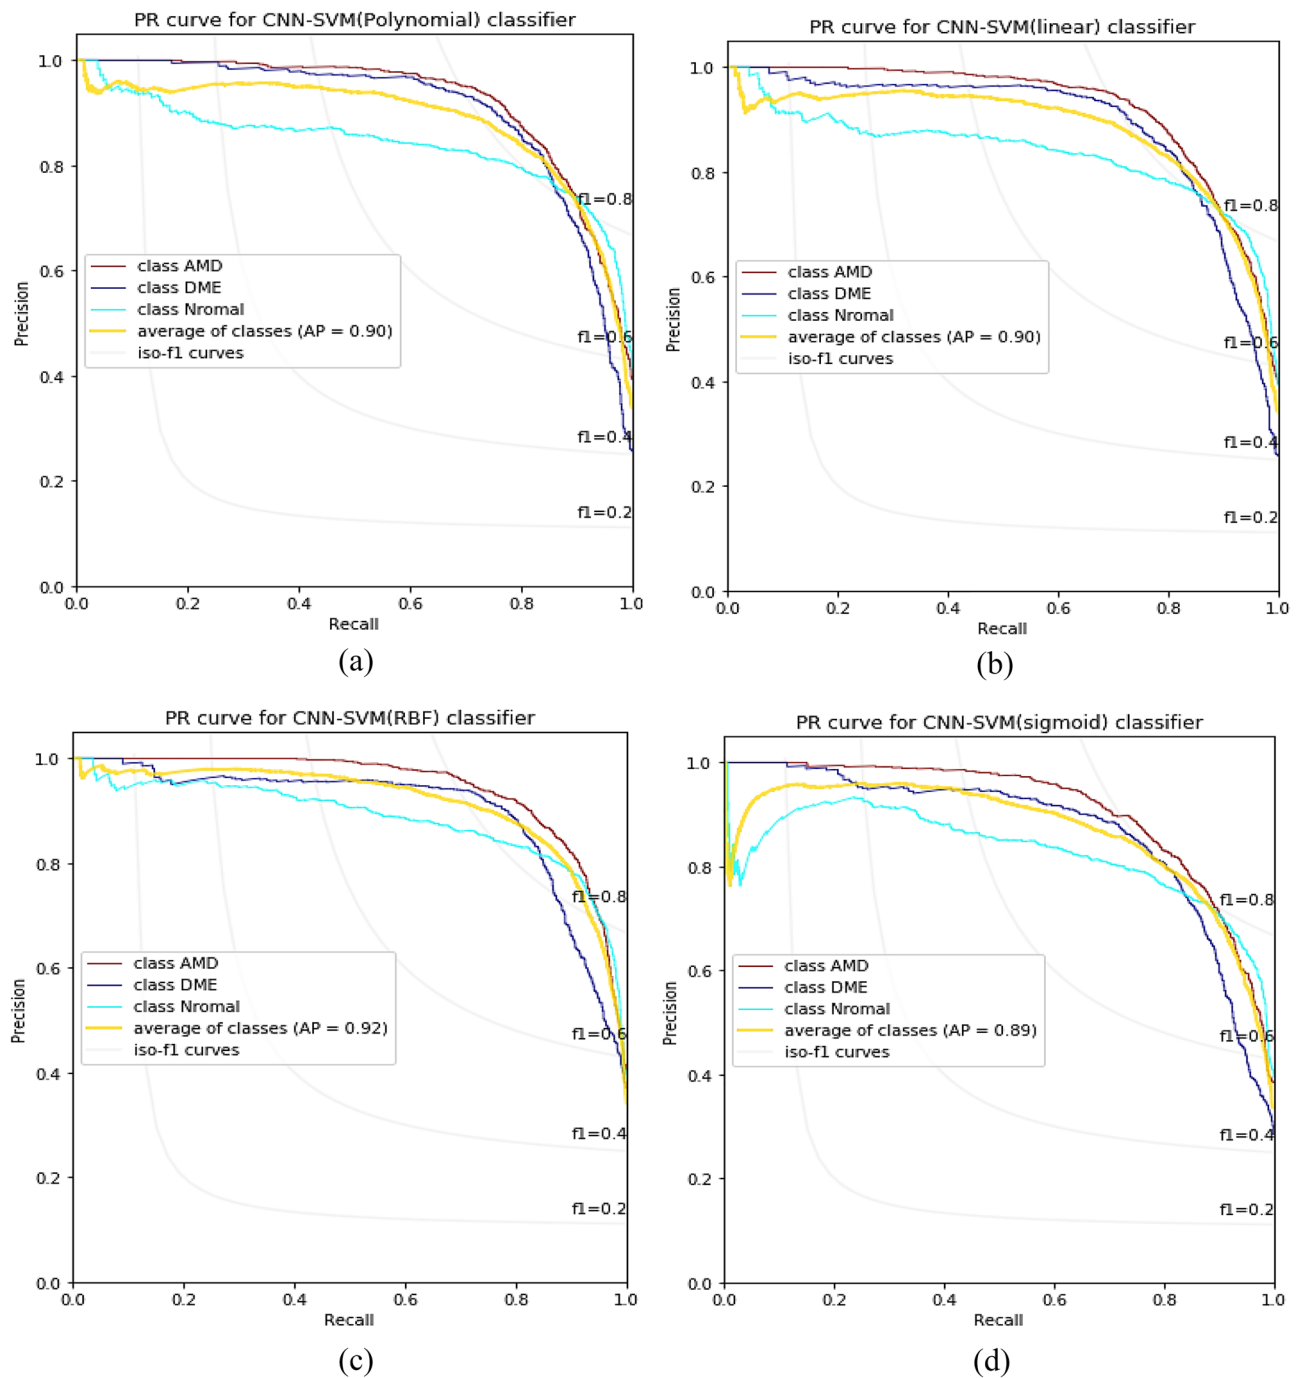 PR curve for CNN-SVM(Polynomial) classifier
1.0
0.8
0.6
0.4
0.2
0.0
Precision
f1=0.8
f1=0.6
f1=0.4
f1=0.2
class AMD
class DME
class Nromal
average of classes (AP = 0.90)
iso-f1 curves
0.0 0.2 0.4 0.6 0.8 1.0
Recall
(a)
PR curve for CNN-SVM(linear) classifier
1.0
0.8
0.6
0.4
0.2
0.0
Precision
f1=0.8
f1=0.6
f1=0.4
f1=0.2
class AMD
class DME
class Nromal
average of classes (AP = 0.90)
iso-f1 curves
0.0 0.2 0.4 0.6 0.8 1.0
Recall
(b)
PR curve for CNN-SVM(RBF) classifier
1.0
0.8
0.6
0.4
0.2
0.0
Precision
f1=0.8
f1=0.6
f1=0.4
f1=0.2
class AMD
class DME
class Nromal
average of classes (AP = 0.92)
iso-f1 curves
0.0 0.2 0.4 0.6 0.8 1.0
Recall
(c)
PR curve for CNN-SVM(sigmoid) classifier
1.0
0.8
0.6
0.4
0.2
0.0
Precision
f1=0.8
f1=0.6
f1=0.4
f1=0.2
class AMD
class DME
class Nromal
average of classes (AP = 0.89)
iso-f1 curves
0.0 0.2 0.4 0.6 0.8 1.0
Recall
(d)